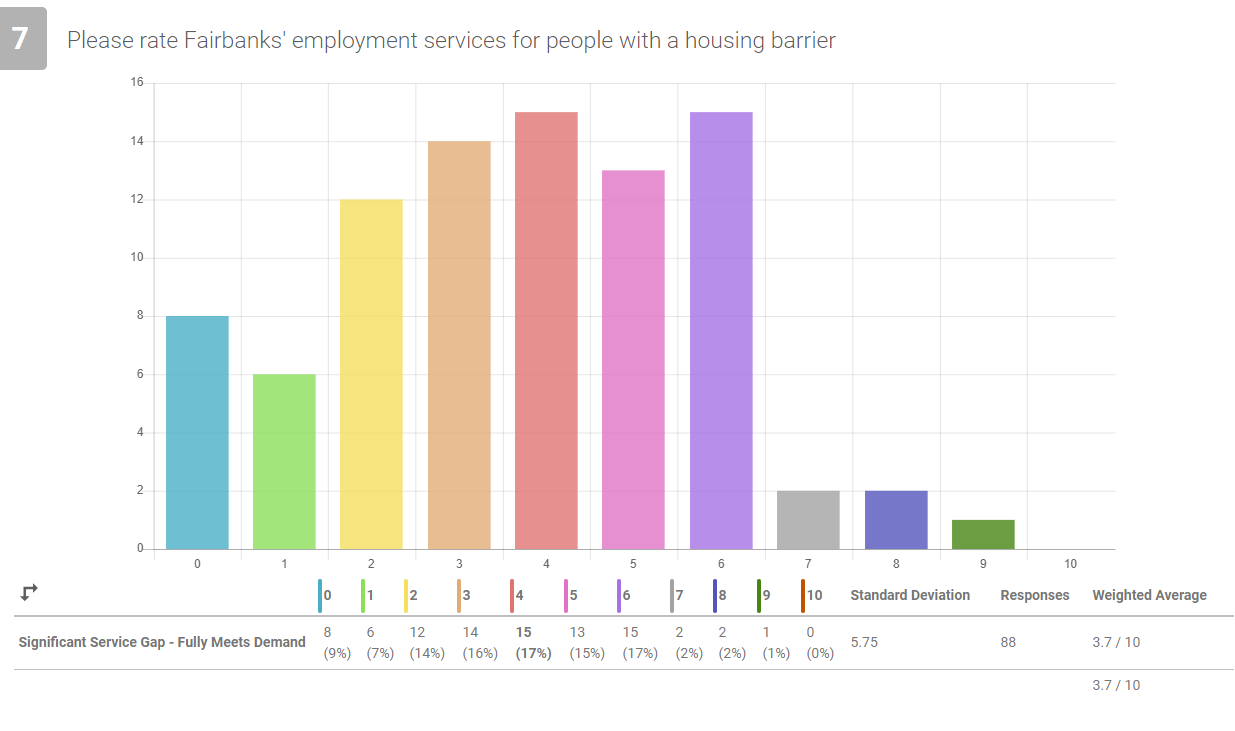 7
Please rate Fairbanks' employment services for people with a housing barrier
16
14
12
10
8
6
4
2
0
0 1 2 3 4 5 6 7 8 9 10
0 1 2 3 4 5 6 7 8 9 10 Standard Deviation Responses Weighted Average
8 6 12 14 15 13 15 2 2 1 0
Significant Service Gap - Fully Meets Demand 5.75 88 3.7 / 10
(9%) (7%) (14%) (16%) (17%) (15%) (17%) (2%) (2%) (1%) (0%)
3.7 / 10